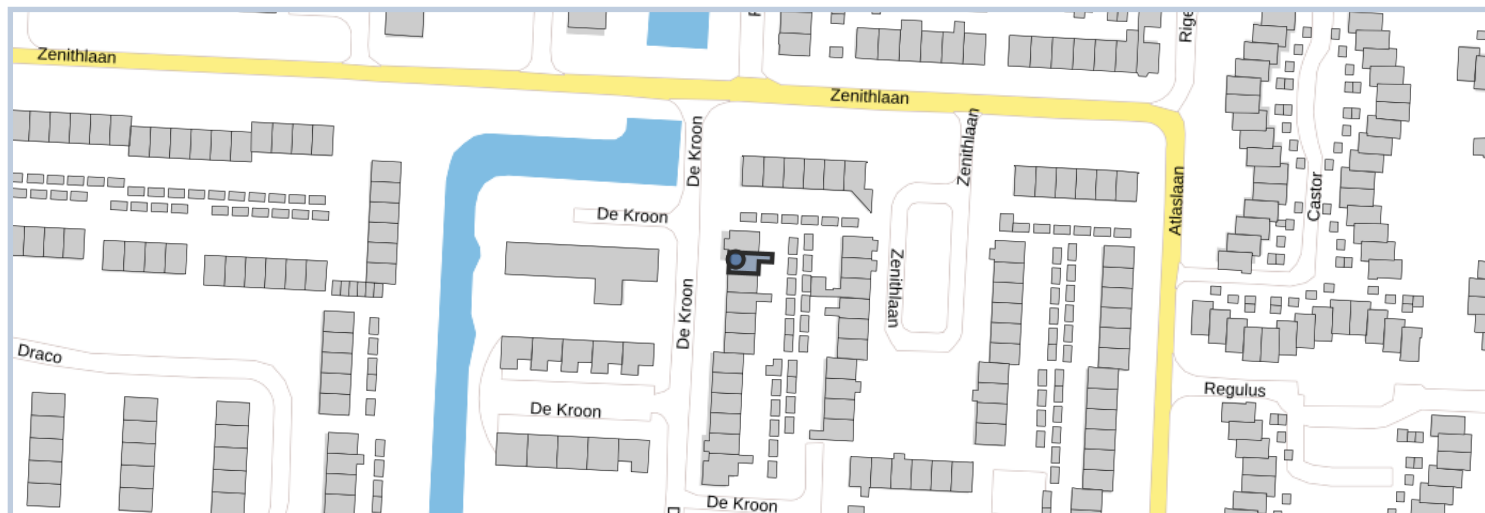 Zenithlaan
Zenithlaan
De Kroon
Zenithlaan
Atlaslaan
Castor
De Kroon
Zenithlaan
De Kroon
Draco
De Kroon
Regulus
De Kroon